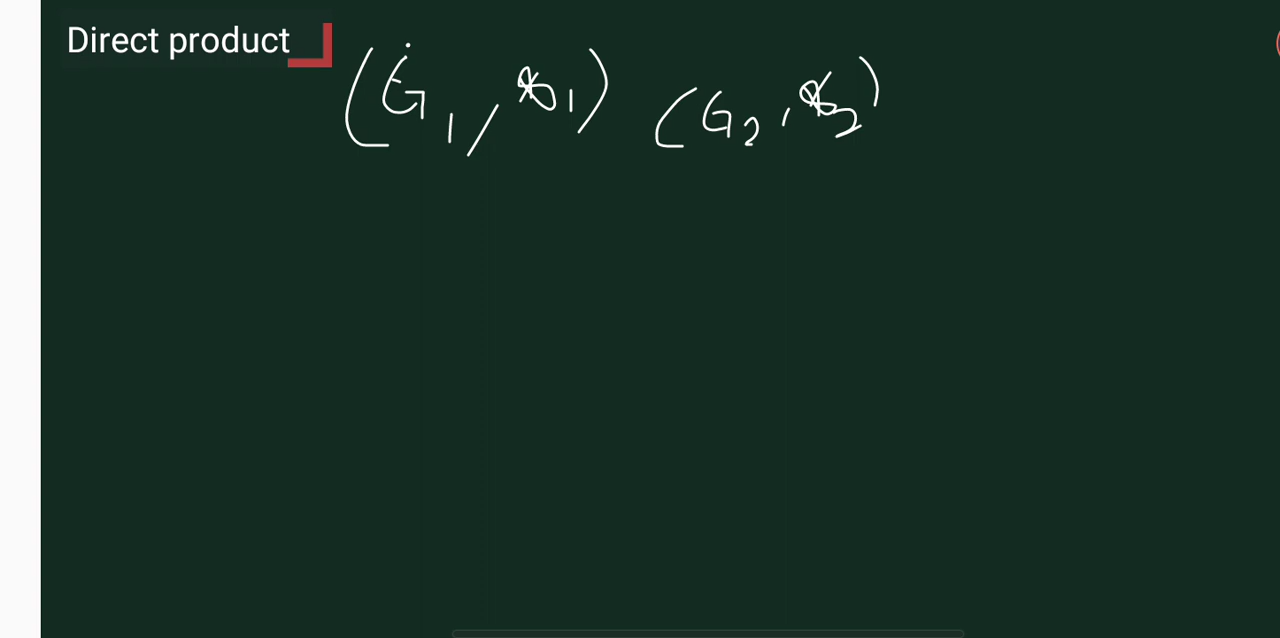 Direct product
(G1, *1) (G2, *2)